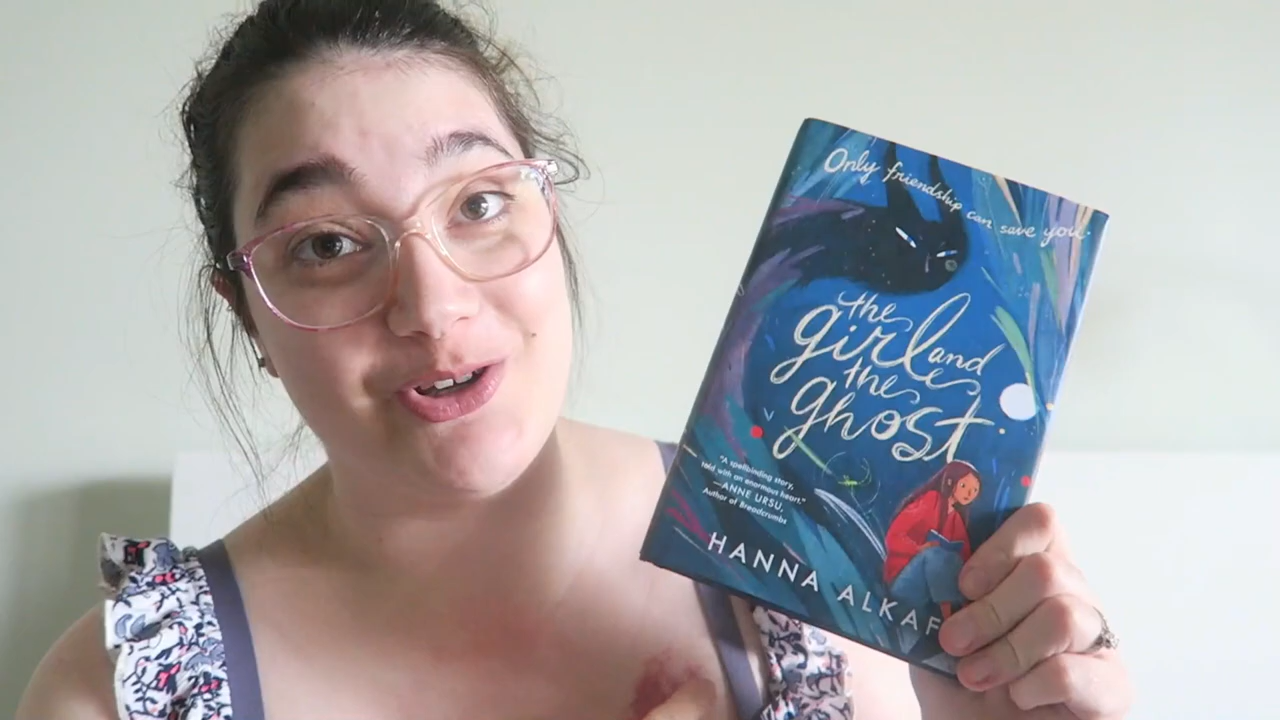 Only friendship can save you.
the
girl and
the
ghost
"A spellbinding story,
told with an enormous heart."
—ANNE URSU,
Author of Breadcrumbs
HANNA ALKAF